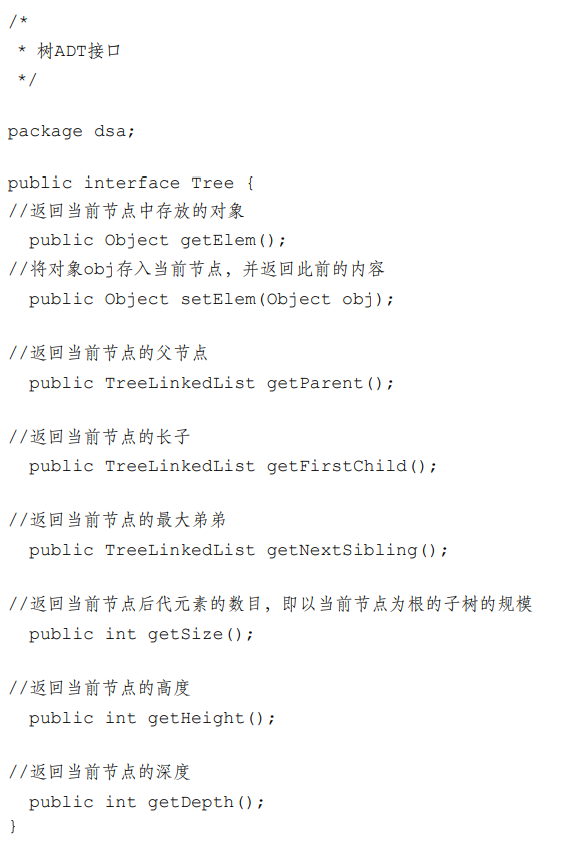 /*
 * 树ADT接口
 */
package dsa;
public interface Tree {
//返回当前节点中存放的对象
  public Object getElem();
//将对象obj存入当前节点，并返回此前的内容
  public Object setElem(Object obj);
//返回当前节点的父节点
  public TreeLinkedList getParent();
//返回当前节点的长子
  public TreeLinkedList getFirstChild();
//返回当前节点的最大弟弟
  public TreeLinkedList getNextSibling();
//返回当前节点后代元素的数目，即以当前节点为根的子树的规模
  public int getSize();
//返回当前节点的高度
  public int getHeight();
//返回当前节点的深度
  public int getDepth();
}